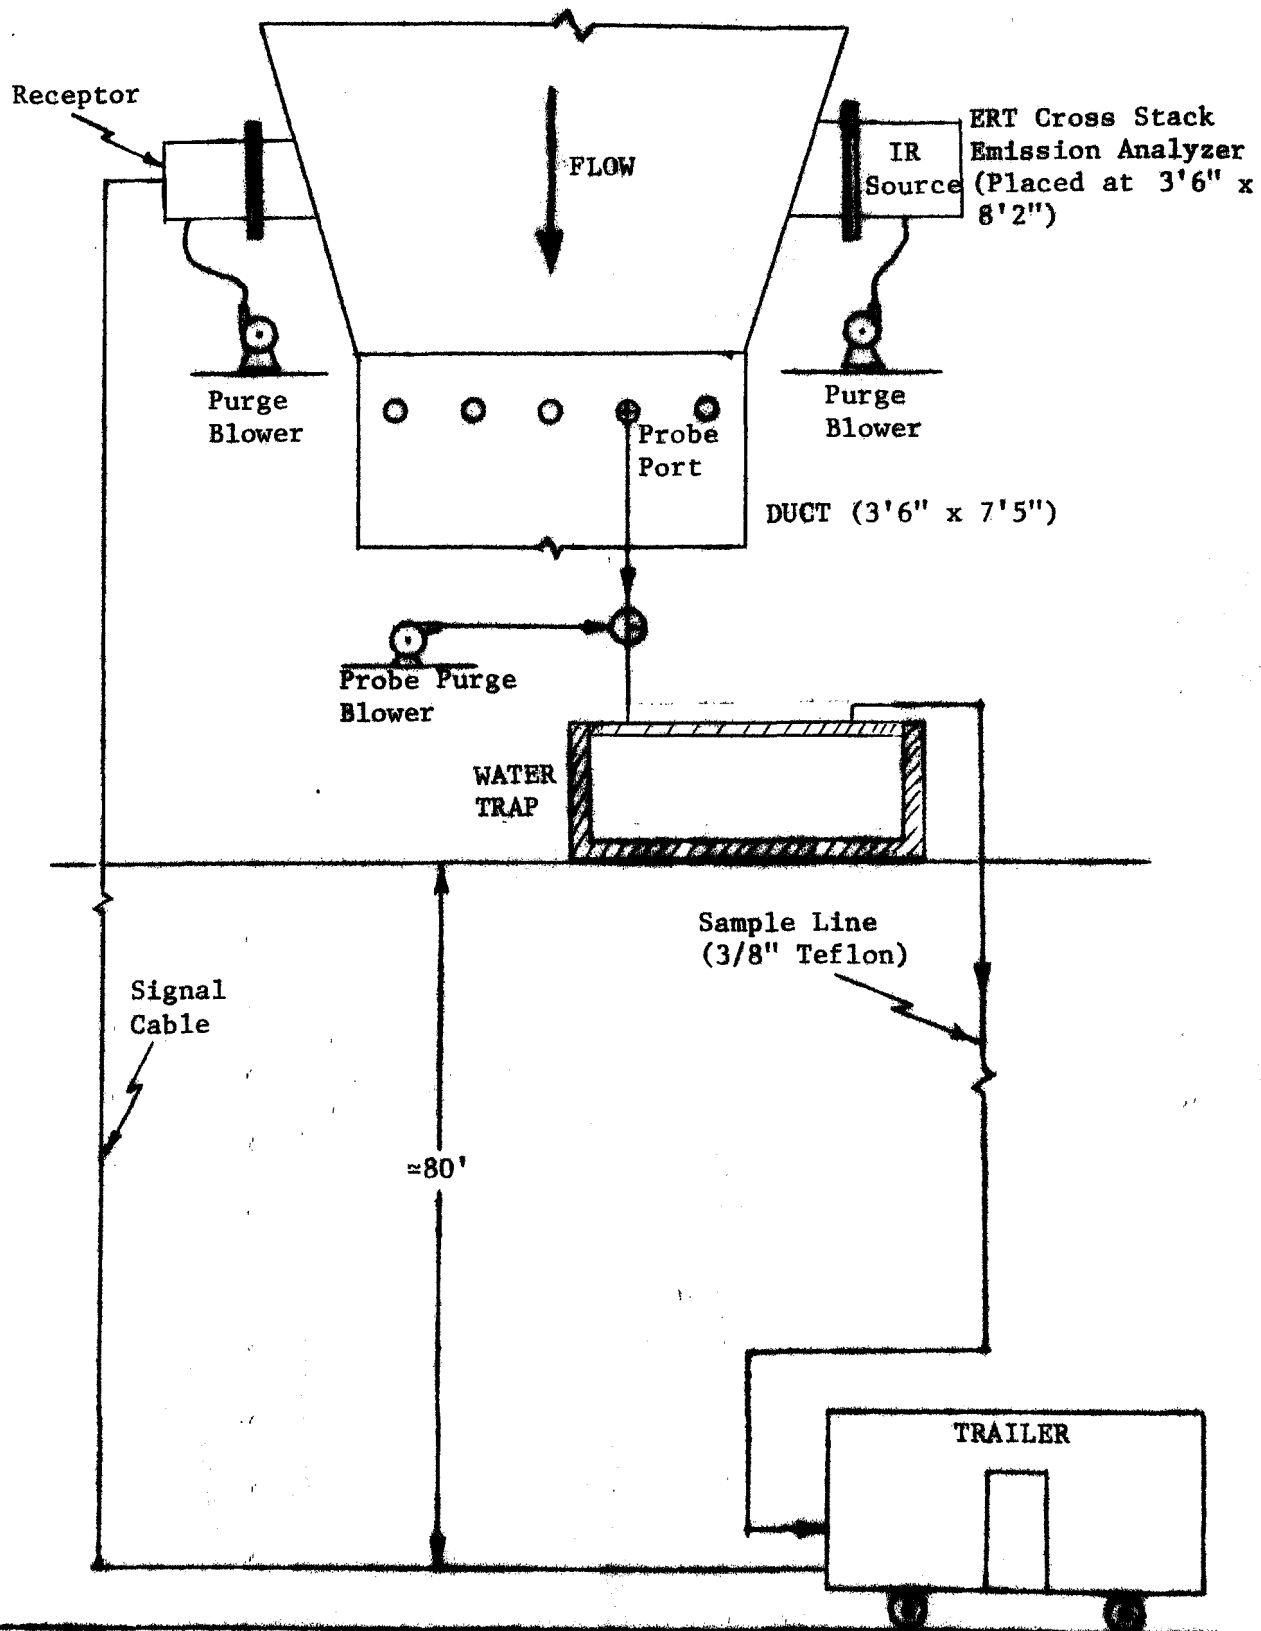 Receptor
FLOW
IR
Source
ERT Cross Stack
Emission Analyzer
(Placed at 3'6" x
8'2")
Purge
Blower
Purge
Blower
Probe
Port
DUCT (3'6" x 7'5")
Probe Purge
Blower
WATER
TRAP
Sample Line
(3/8" Teflon)
Signal
Cable
≃80'
TRAILER